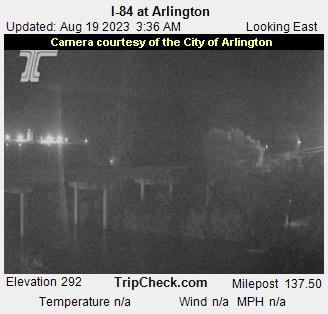 I-84 at Arlington
Updated: Aug 19 2023 3:36 AM Looking East
Camera courtesy of the City of Arlington
Elevation 292 TripCheck.com Milepost 137.50
Temperature n/a Wind n/a MPH n/a